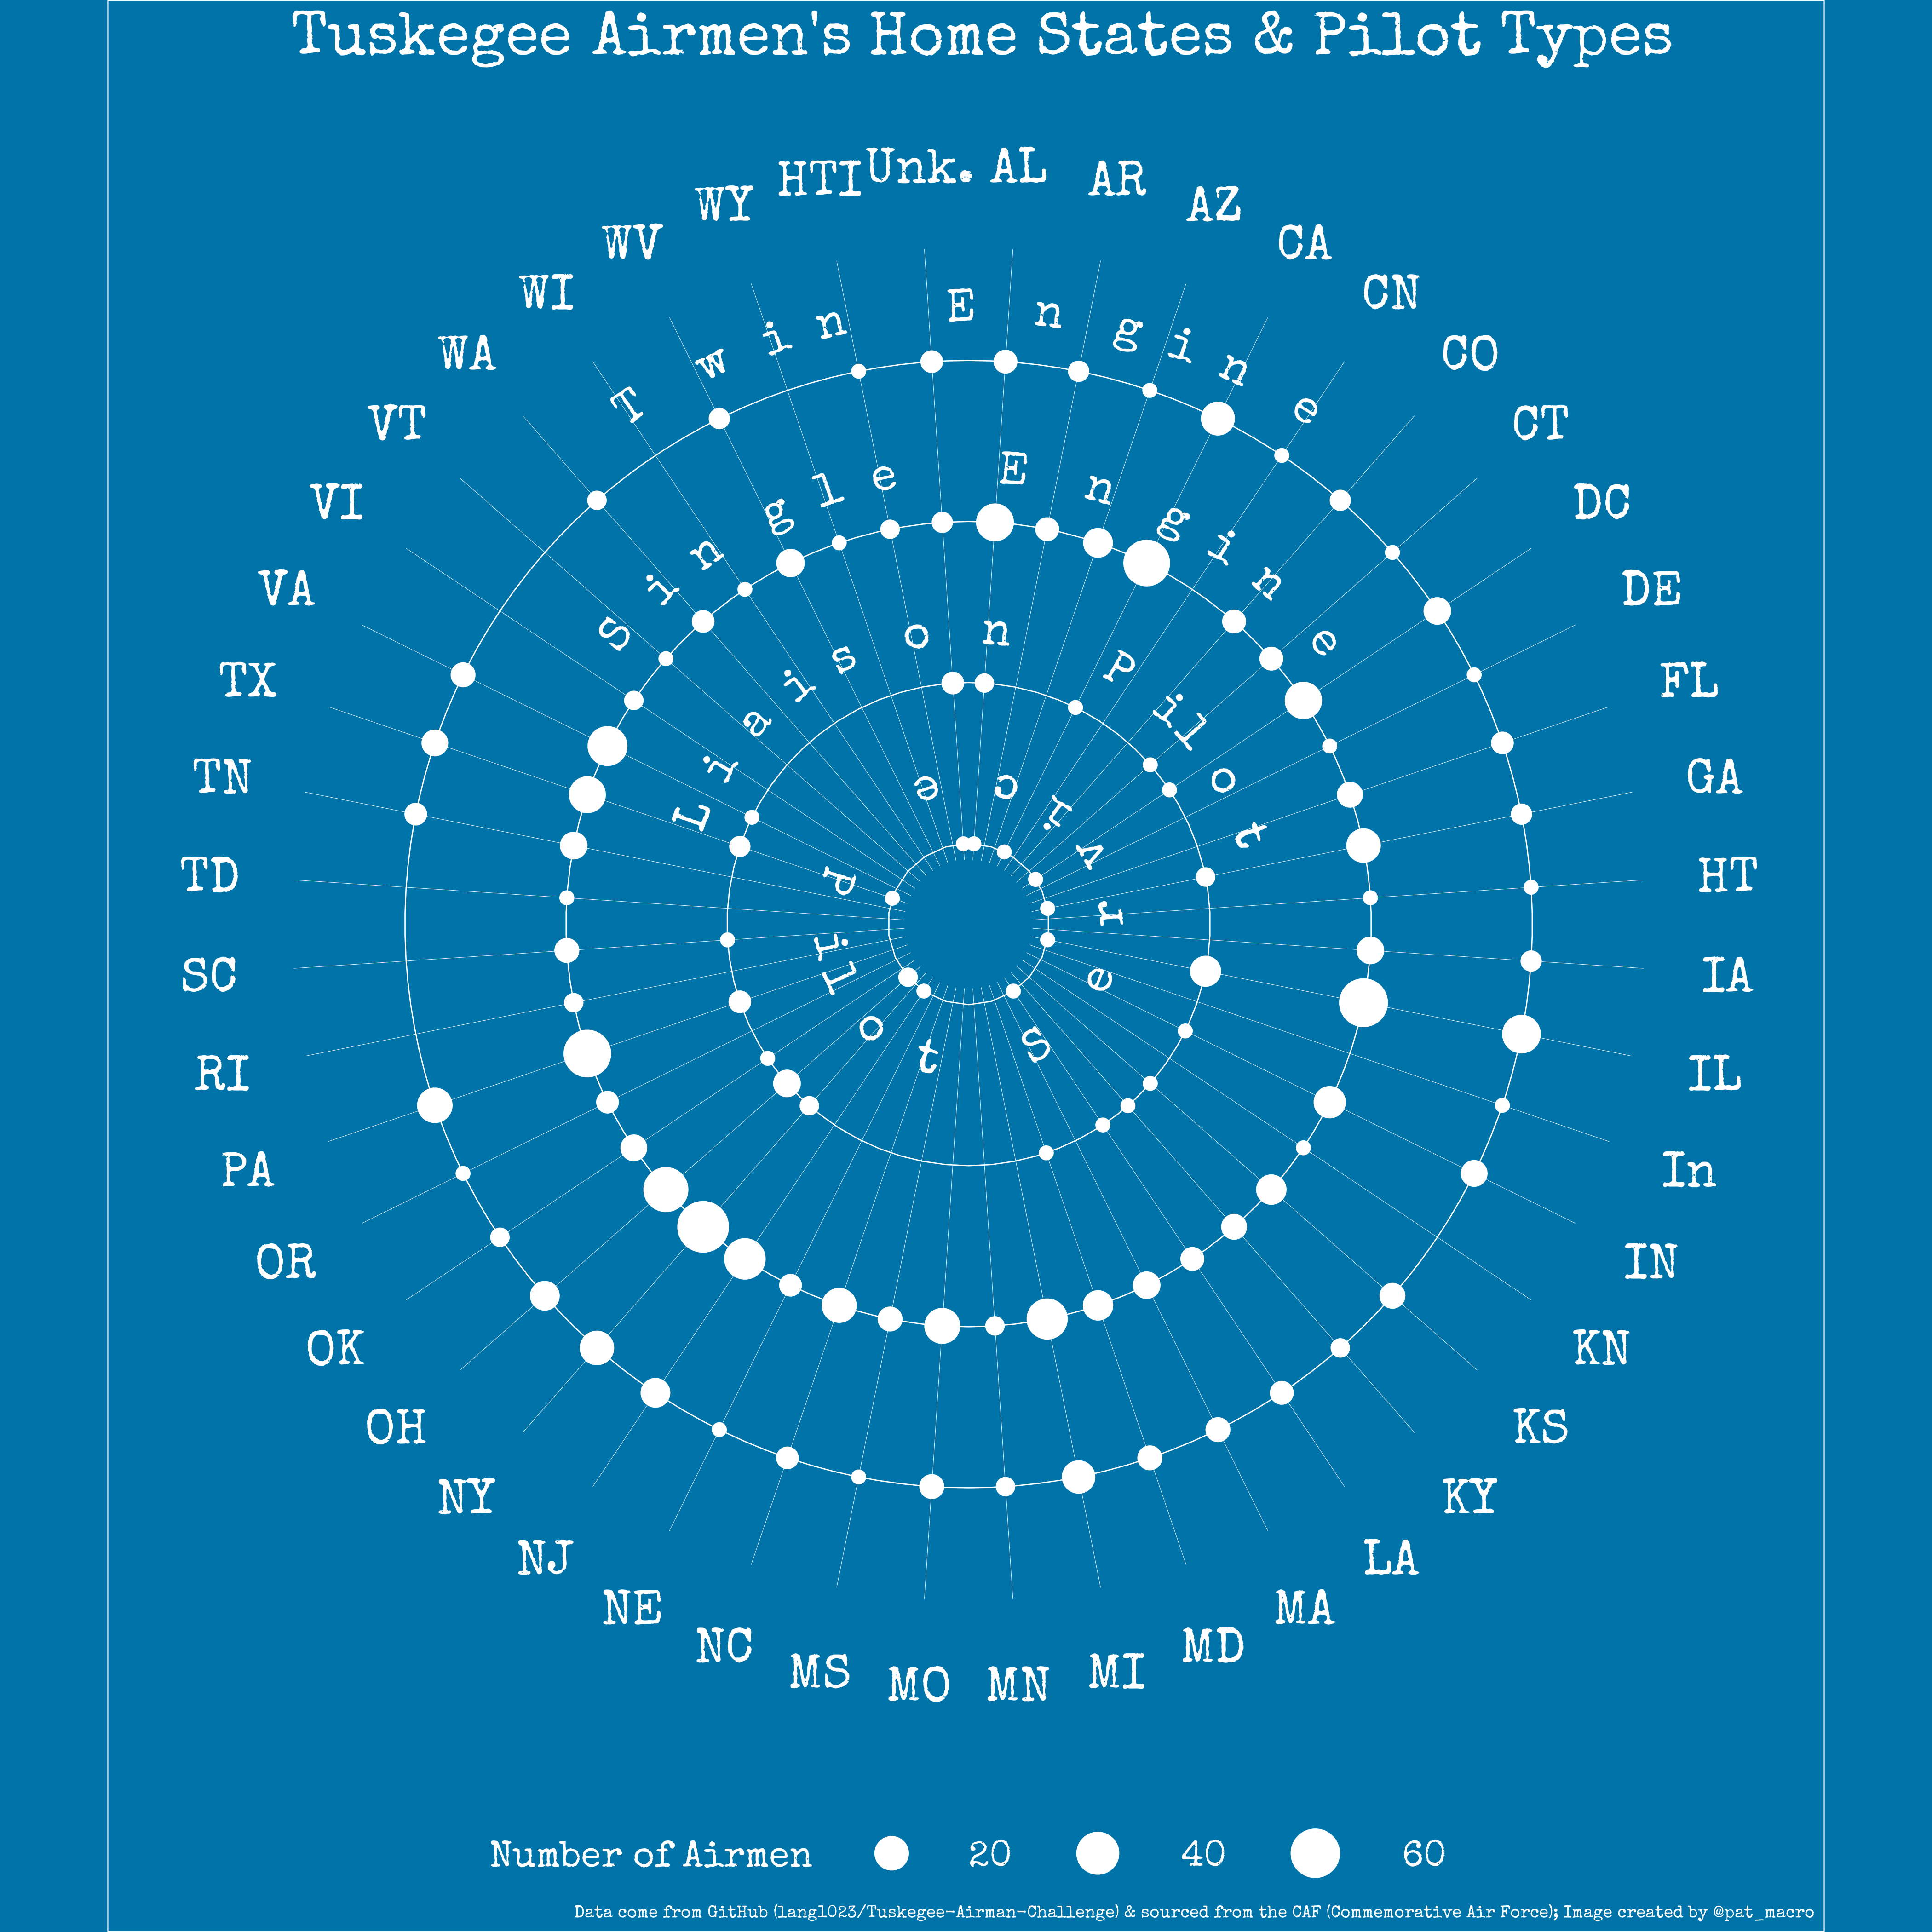 Tuskegee Airmen's Home States & Pilot Types
Unk.
AL
AR
AZ
CA
CN
CO
CT
DC
DE
FL
GA
HT
IA
IL
In
IN
KN
KS
KY
LA
MA
MD
MI
MN
MO
MS
NC
NE
NJ
NY
OH
OK
OR
PA
RI
SC
TD
TN
TX
VA
VI
VT
WA
WI
WV
WY
HTI
Twin Engine
Single Engine
Liaison Pilot
Service Pilot
Number of Airmen 20 40 60
Data come from GitHub (lang1023/Tuskegee-Airman-Challenge) & sourced from the CAF (Commemorative Air Force); Image created by @pat_macro